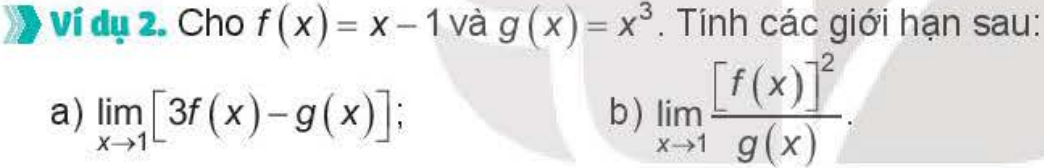 Ví dụ 2. Cho f(x) = x – 1 và g(x) = x³. Tính các giới hạn sau:
a) lim_{x→1} [3f(x) – g(x)]; b) lim_{x→1} [f(x)]² / g(x).